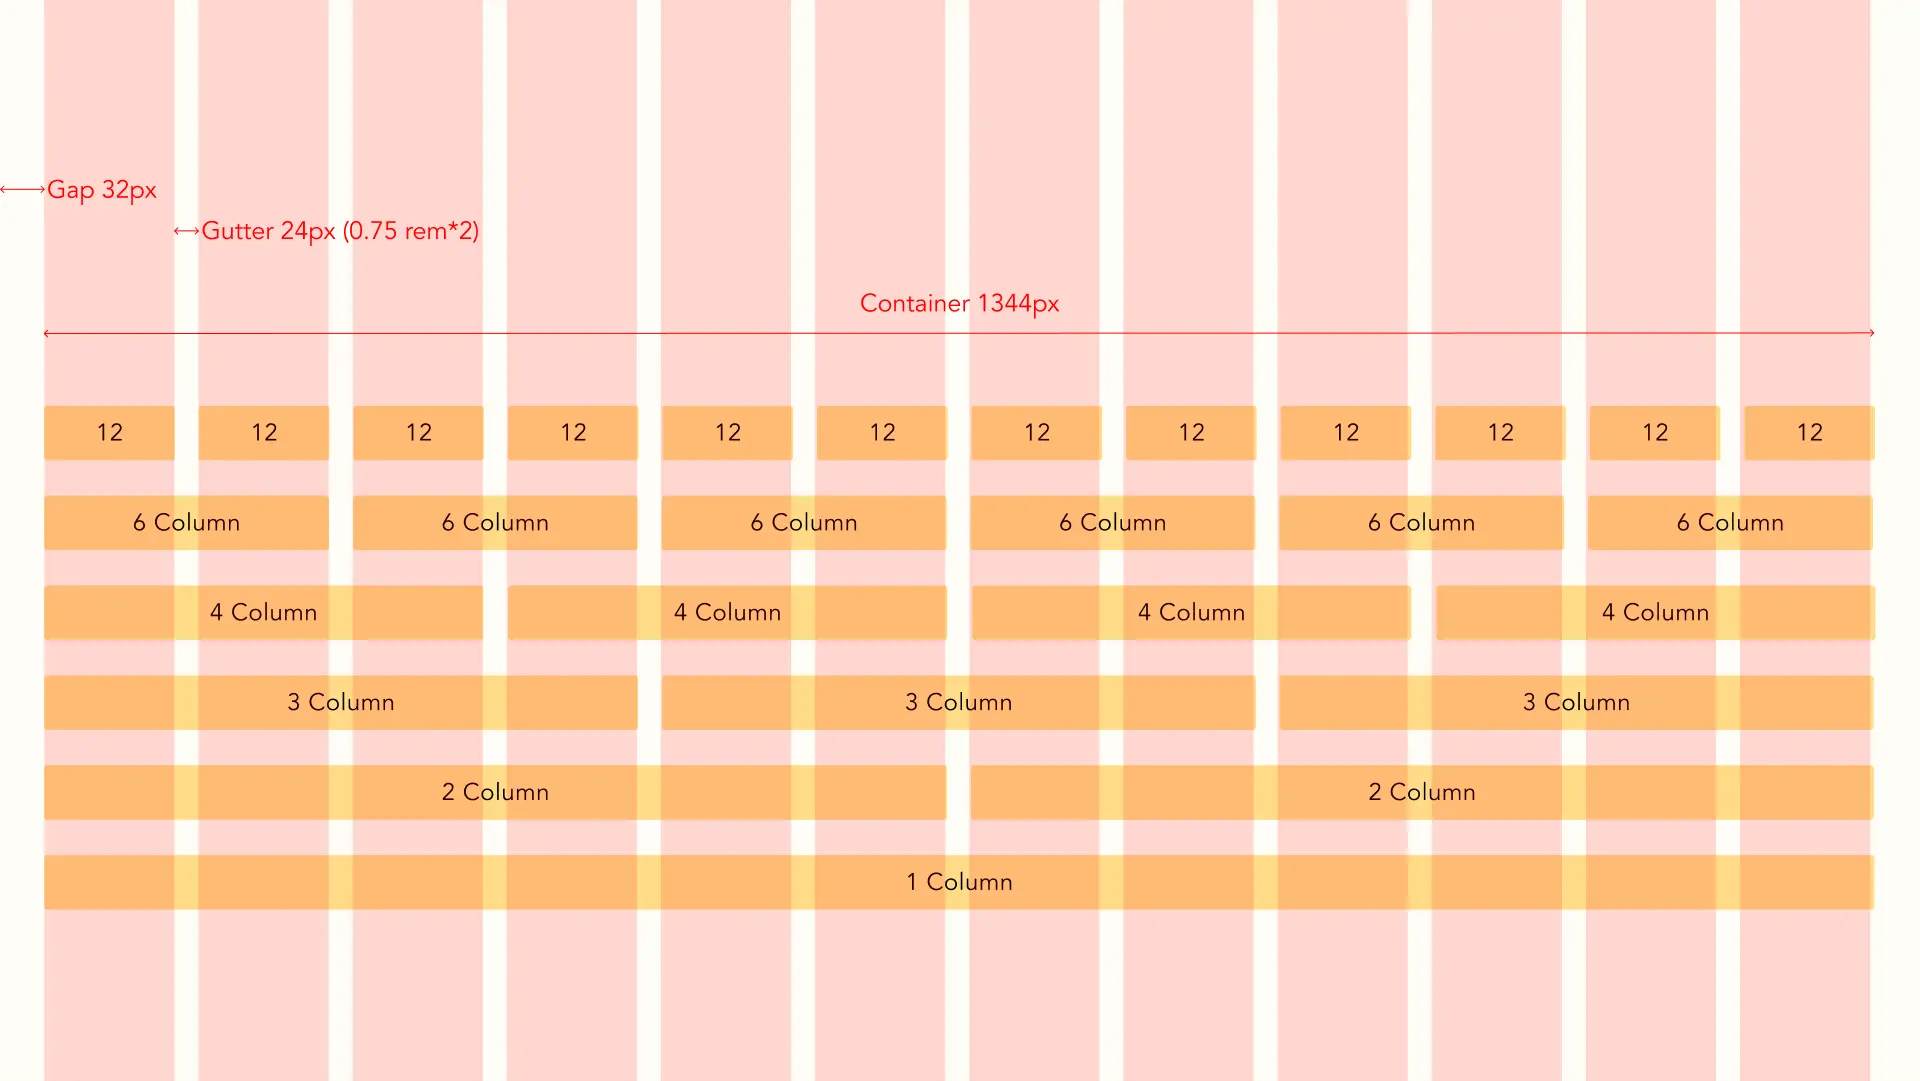 Gap 32px
Gutter 24px (0.75 rem*2)
Container 1344px
12 12 12 12 12 12 12 12 12 12 12 12
6 Column 6 Column 6 Column 6 Column 6 Column 6 Column
4 Column 4 Column 4 Column 4 Column
3 Column 3 Column 3 Column
2 Column 2 Column
1 Column